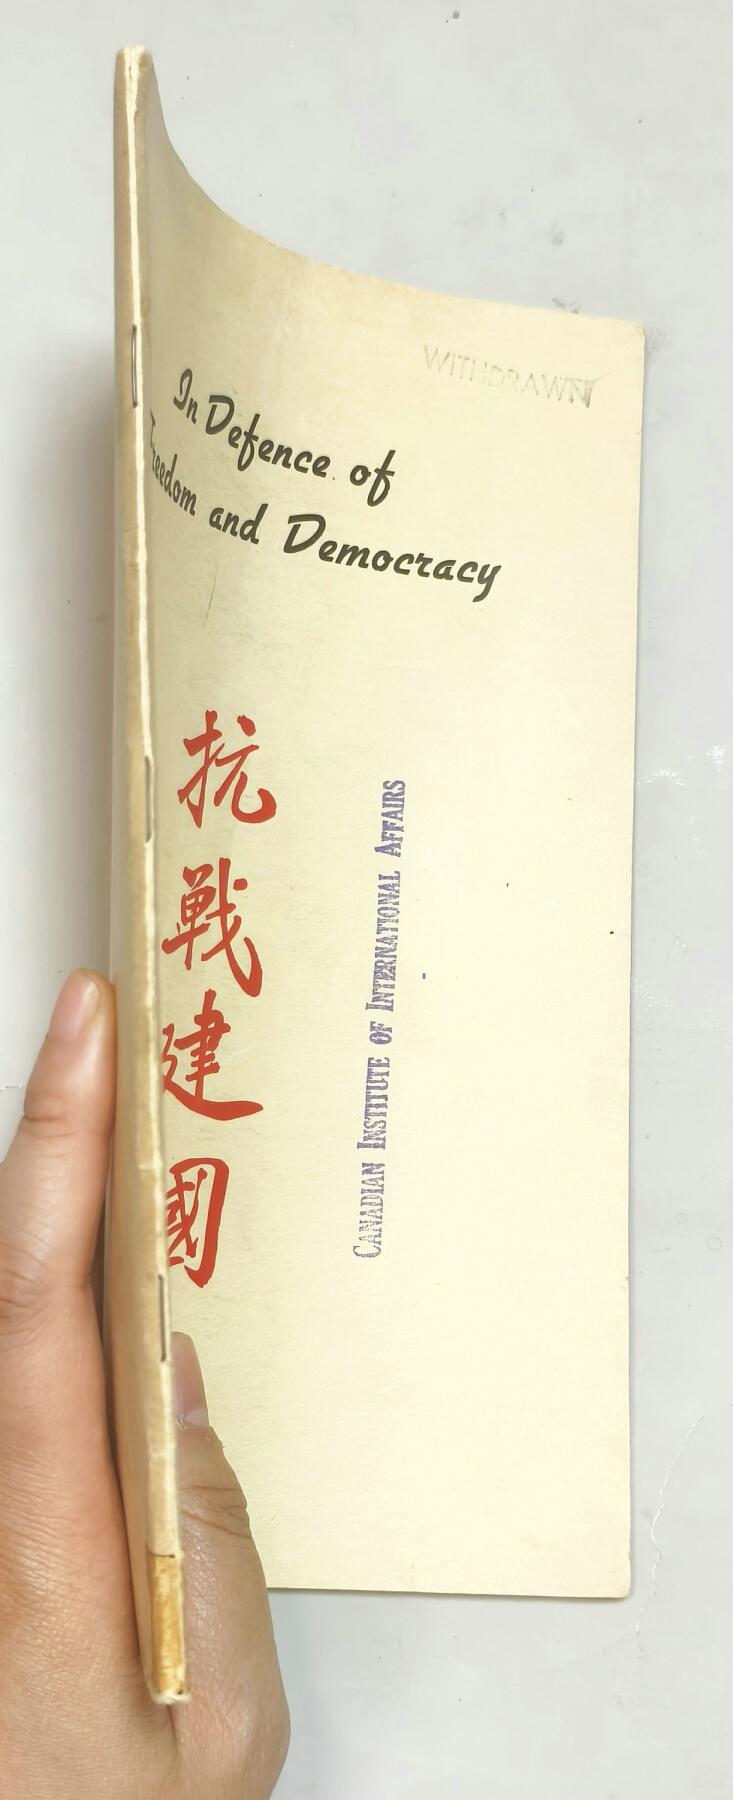 WITHDRAWN
In Defence of
Freedom and Democracy
抗戰建國
CANADIAN INSTITUTE OF INTERNATIONAL AFFAIRS